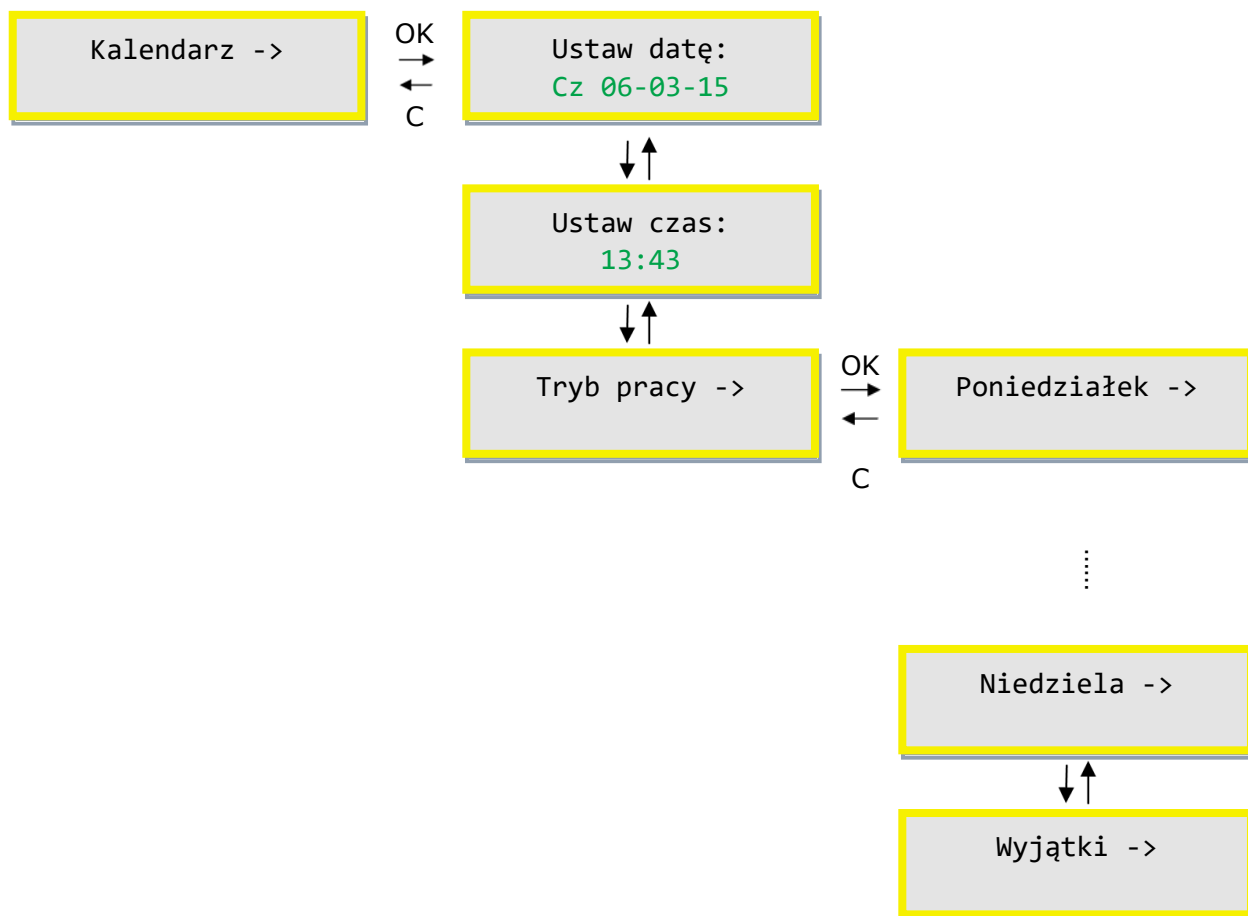 Kalendarz ->
OK
C
Ustaw datę:
Cz 06-03-15
Ustaw czas:
13:43
Tryb pracy ->
OK
C
Poniedziałek ->
Niedziela ->
Wyjątki ->